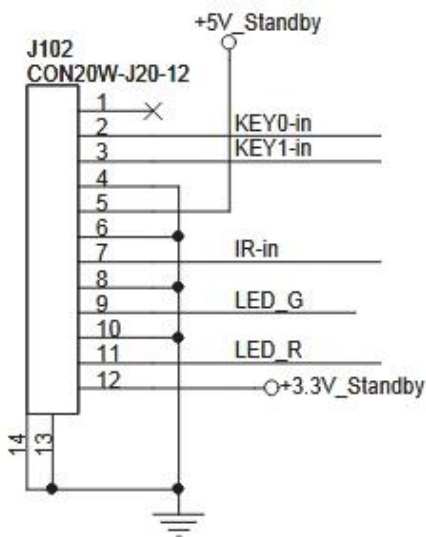 +5V_Standby
J102
CON20W-J20-12
1
2 KEY0-in
3 KEY1-in
4
5
6
7 IR-in
8
9 LED_G
10
11 LED_R
12 +3.3V_Standby
14 13